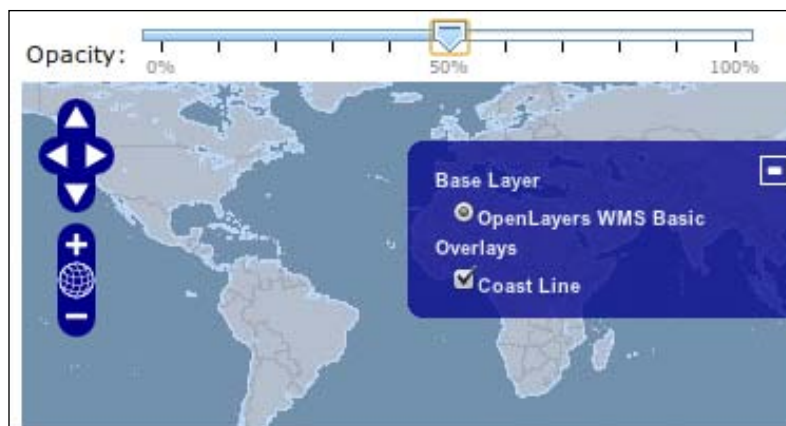 Opacity:
0% 50% 100%
Base Layer
OpenLayers WMS Basic
Overlays
Coast Line